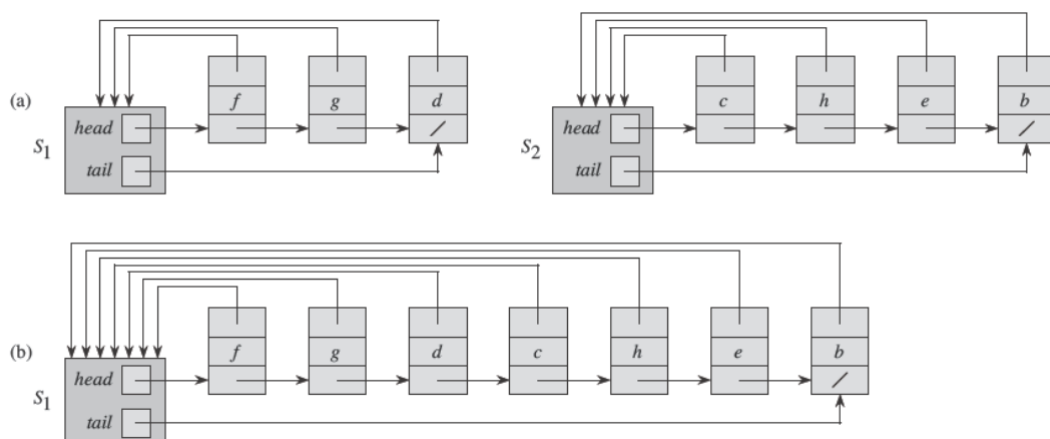 (a)
S1
head
tail
f g d
S2
head
tail
c h e b
(b)
S1
head
tail
f g d c h e b